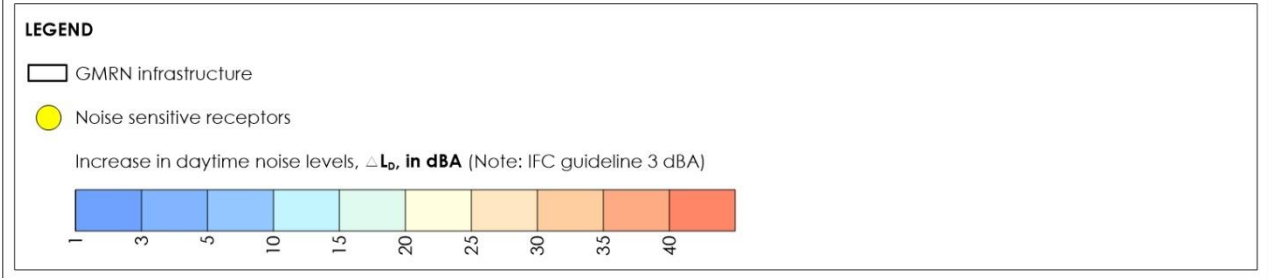 LEGEND
GMRN infrastructure
Noise sensitive receptors
Increase in daytime noise levels, △L_D, in dBA (Note: IFC guideline 3 dBA)
1 3 5 10 15 20 25 30 35 40